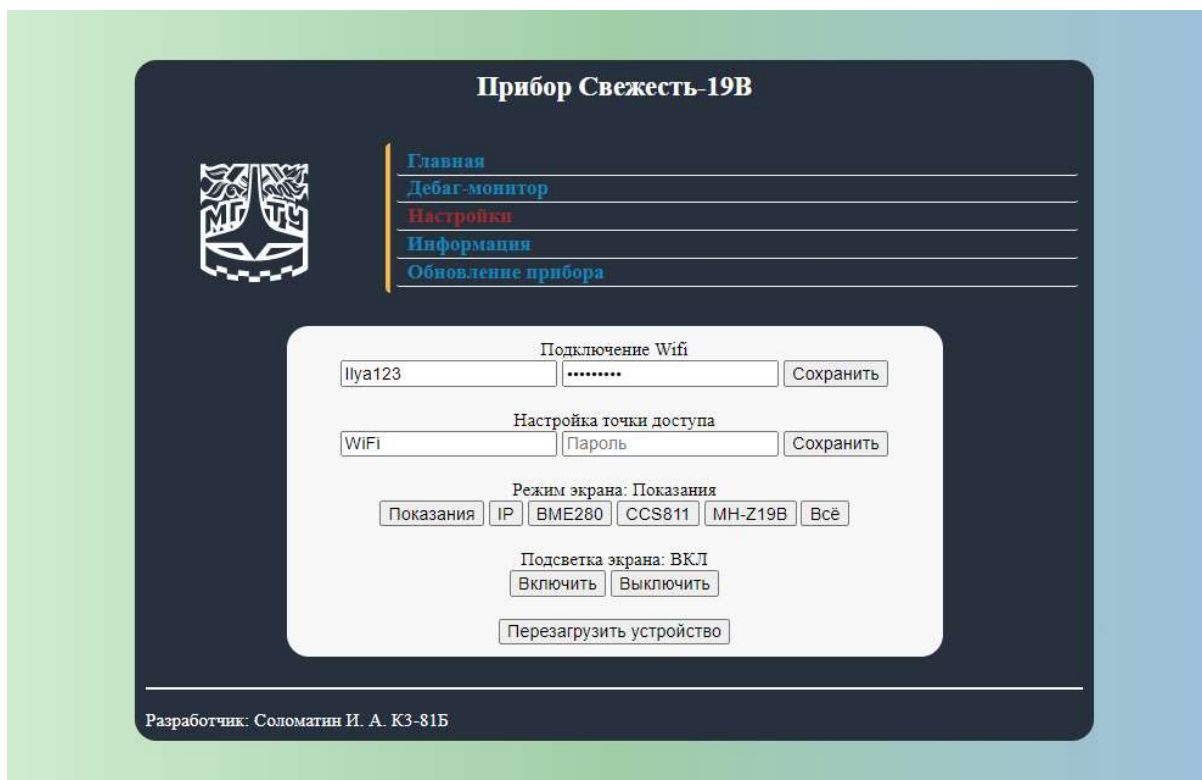 Прибор Свежесть-19В
МГТУ
Главная
Дебаг-монитор
Настройки
Информация
Обновление прибора
Подключение Wifi
Ilya123 ••••••••• Сохранить
Настройка точки доступа
WiFi Пароль Сохранить
Режим экрана: Показания
Показания IP BME280 CCS811 MH-Z19B Всё
Подсветка экрана: ВКЛ
Включить Выключить
Перезагрузить устройство
Разработчик: Соломатин И. А. К3-81Б